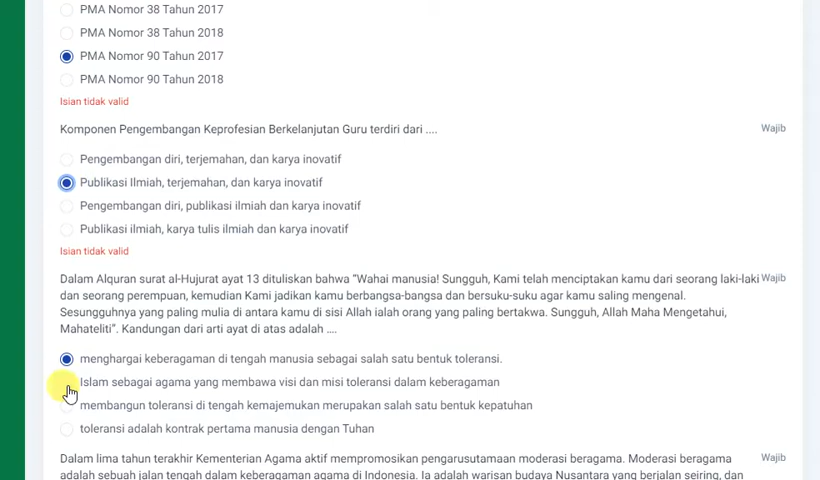 PMA Nomor 38 Tahun 2017
PMA Nomor 38 Tahun 2018
PMA Nomor 90 Tahun 2017
PMA Nomor 90 Tahun 2018
Isian tidak valid
Komponen Pengembangan Keprofesian Berkelanjutan Guru terdiri dari .... Wajib
Pengembangan diri, terjemahan, dan karya inovatif
Publikasi Ilmiah, terjemahan, dan karya inovatif
Pengembangan diri, publikasi ilmiah dan karya inovatif
Publikasi ilmiah, karya tulis ilmiah dan karya inovatif
Isian tidak valid
Dalam Alquran surat al-Hujurat ayat 13 dituliskan bahwa “Wahai manusia! Sungguh, Kami telah menciptakan kamu dari seorang laki-laki Wajib
dan seorang perempuan, kemudian Kami jadikan kamu berbangsa-bangsa dan bersuku-suku agar kamu saling mengenal.
Sesungguhnya yang paling mulia di antara kamu di sisi Allah ialah orang yang paling bertakwa. Sungguh, Allah Maha Mengetahui,
Mahateliti”. Kandungan dari arti ayat di atas adalah ....
menghargai keberagaman di tengah manusia sebagai salah satu bentuk toleransi.
Islam sebagai agama yang membawa visi dan misi toleransi dalam keberagaman
membangun toleransi di tengah kemajemukan merupakan salah satu bentuk kepatuhan
toleransi adalah kontrak pertama manusia dengan Tuhan
Dalam lima tahun terakhir Kementerian Agama aktif mempromosikan pengarusutamaan moderasi beragama. Moderasi beragama Wajib
adalah sebuah jalan tengah dalam keberagaman agama di Indonesia. Ia adalah warisan budaya Nusantara yang berjalan seiring, dan